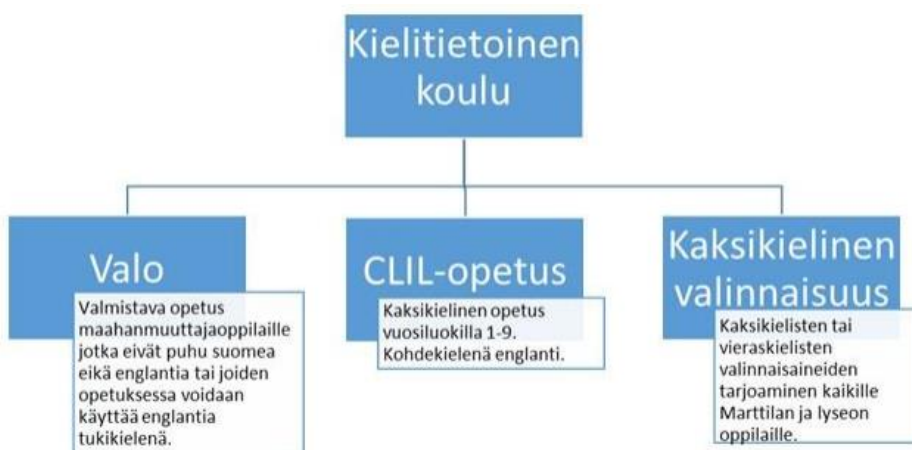 Kielitietoinen
koulu
Valo
Valmistava opetus
maahanmuuttajaoppilaille
jotka eivät puhu suomea
eikä englantia tai joiden
opetuksessa voidaan
käyttää englantia
tukikielenä.
CLIL-opetus
Kaksikielinen opetus
vuosiluokilla 1-9.
Kohdekielenä englanti.
Kaksikielinen
valinnaisuus
Kaksikielisten tai
vieraskielisten
valinnaisaineiden
tarjoaminen kaikille
Marttilan ja lyseon
oppilaille.